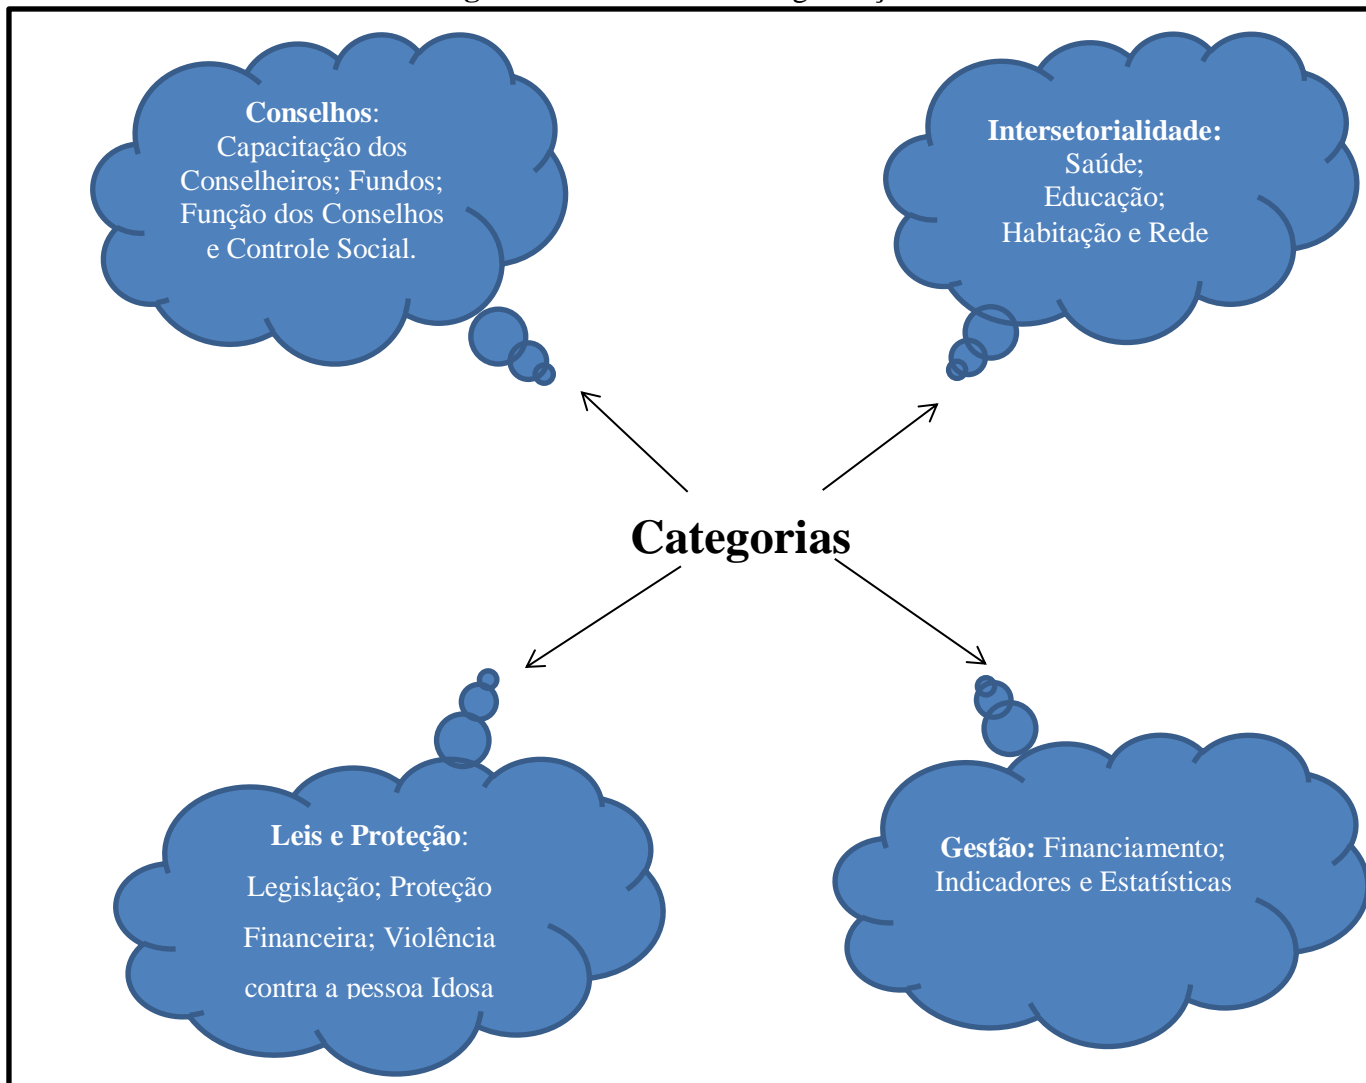 Conselhos:
Capacitação dos
Conselheiros; Fundos;
Função dos Conselhos
e Controle Social.
Intersetorialidade:
Saúde;
Educação;
Habitação e Rede
Categorias
Leis e Proteção:
Legislação; Proteção
Financeira; Violência
contra a pessoa Idosa
Gestão: Financiamento;
Indicadores e Estatísticas